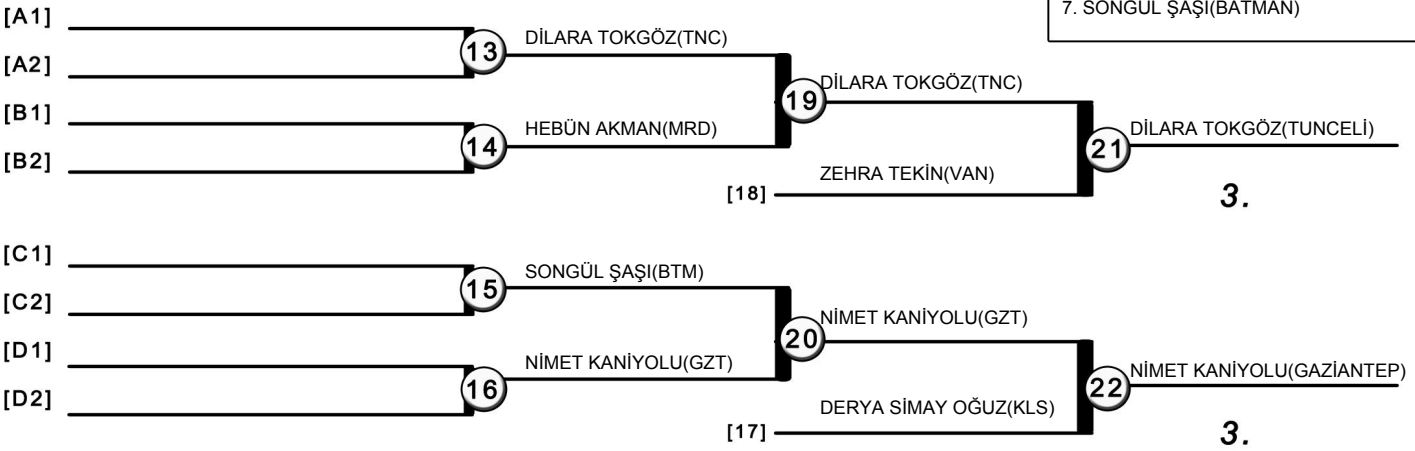 7. SONGÜL ŞAŞI(BATMAN)
[A1]
13
DİLARA TOKGÖZ(TNC)
[A2]
19
DİLARA TOKGÖZ(TNC)
[B1]
14
HEBÜN AKMAN(MRD)
21
DİLARA TOKGÖZ(TUNCELİ)
[B2]
[18]
ZEHRA TEKİN(VAN)
3.
[C1]
15
SONGÜL ŞAŞI(BTM)
[C2]
20
NİMET KANİYOLU(GZT)
[D1]
16
NİMET KANİYOLU(GZT)
22
NİMET KANİYOLU(GAZİANTEP)
[D2]
[17]
DERYA SİMAY OĞUZ(KLS)
3.